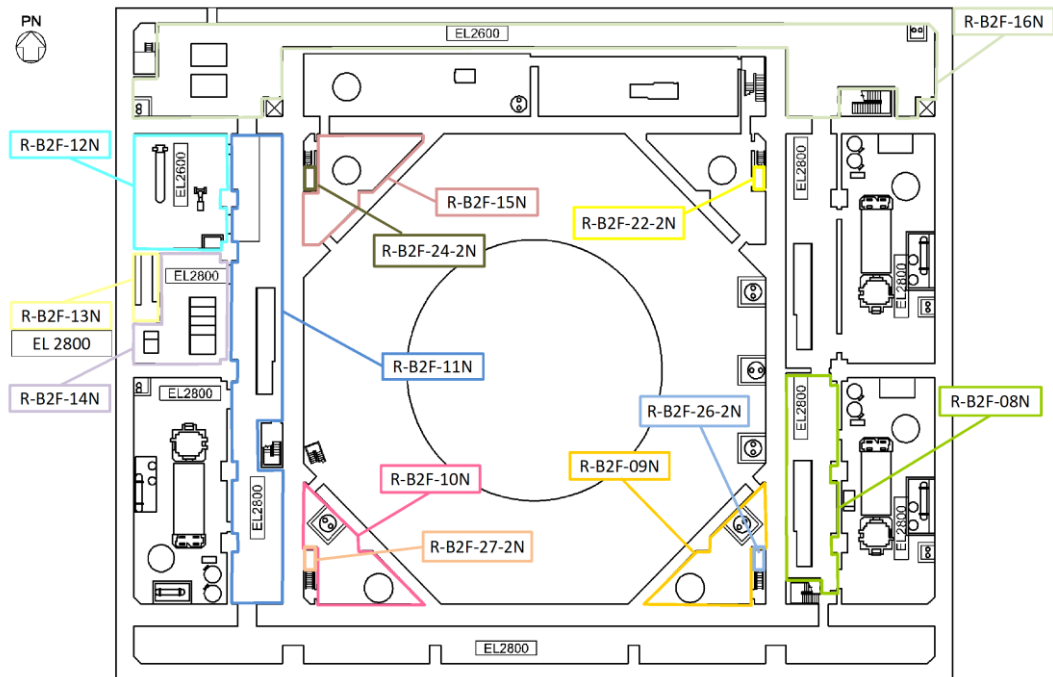 PN
EL2600
R-B2F-16N
R-B2F-12N
EL2600
EL2800
R-B2F-15N
R-B2F-22-2N
R-B2F-24-2N
EL2800
EL2800
R-B2F-13N
EL 2800
R-B2F-11N
R-B2F-14N
EL2800
EL2800
R-B2F-08N
R-B2F-26-2N
R-B2F-09N
R-B2F-10N
EL2800
EL2800
R-B2F-27-2N
EL2800